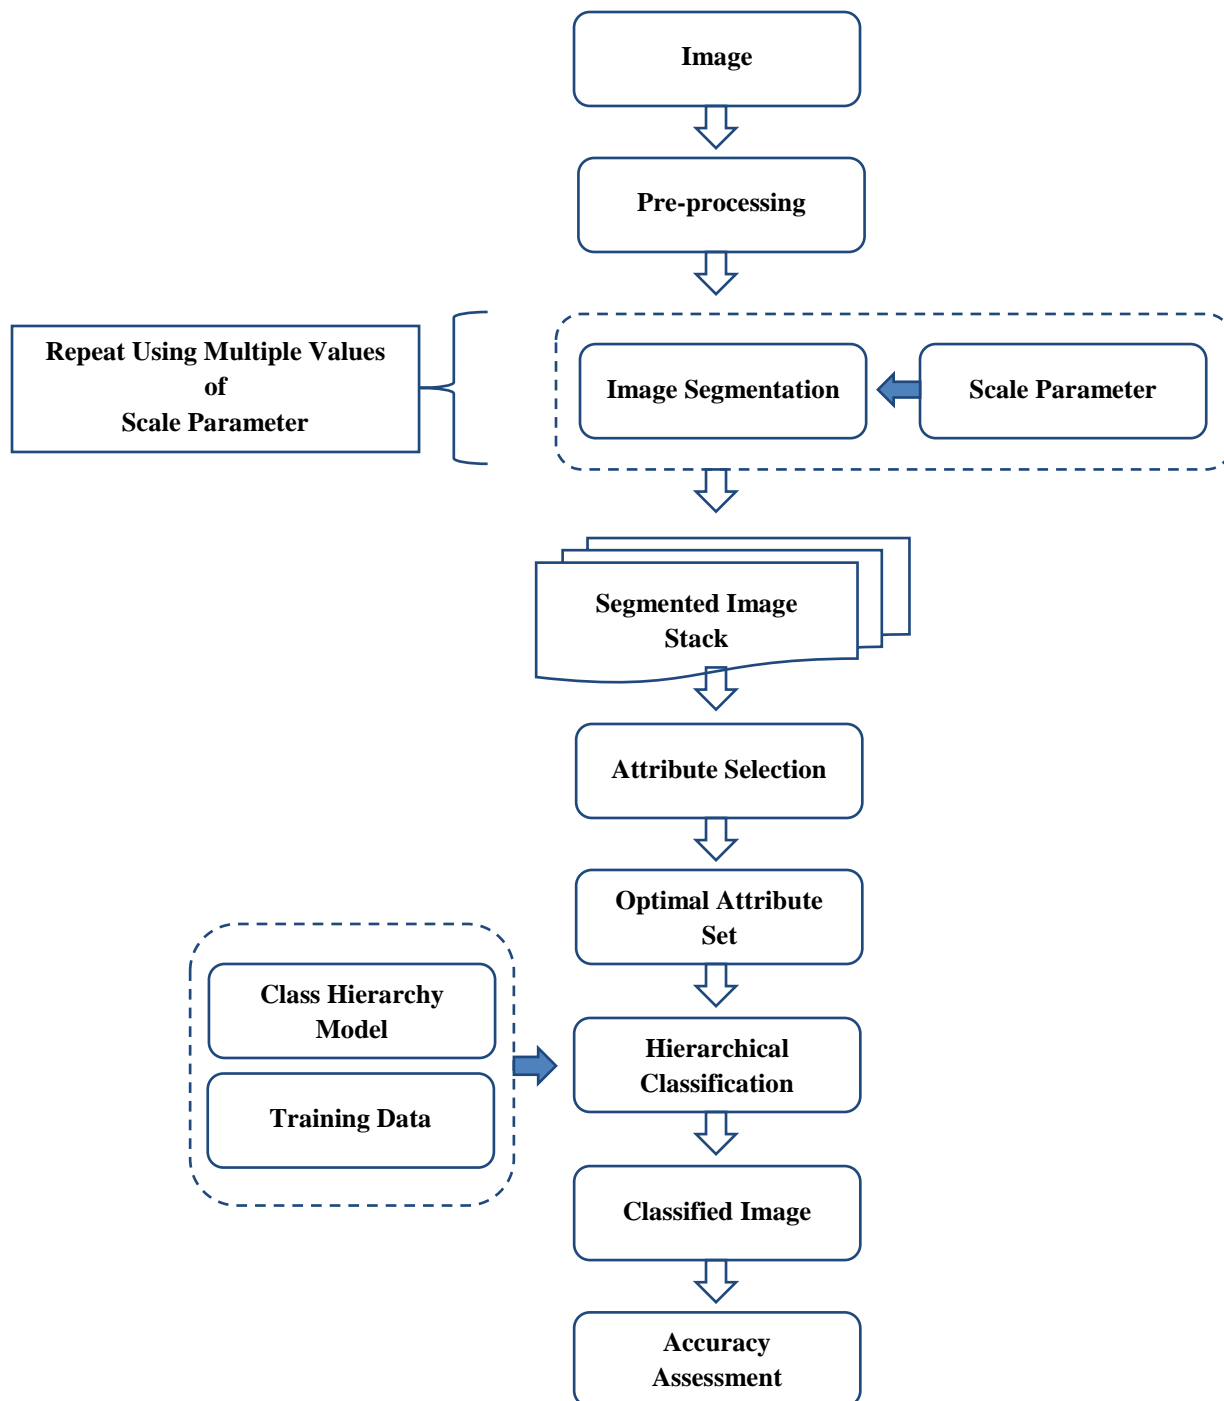 Image
Pre-processing
Repeat Using Multiple Values
of
Scale Parameter
Image Segmentation
Scale Parameter
Segmented Image
Stack
Attribute Selection
Optimal Attribute
Set
Class Hierarchy
Model
Training Data
Hierarchical
Classification
Classified Image
Accuracy
Assessment